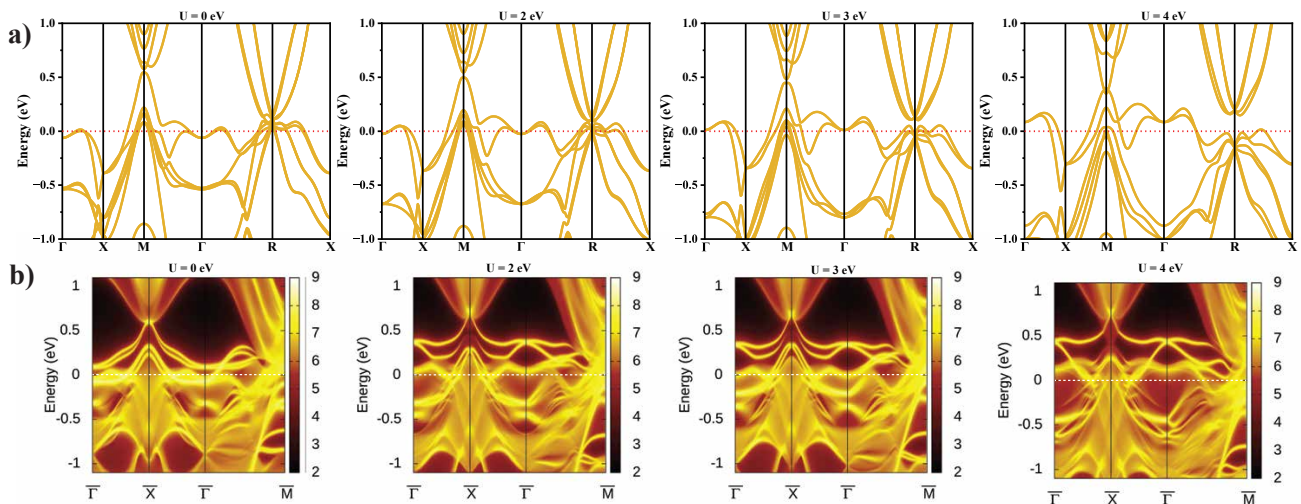 a)
U = 0 eV
U = 2 eV
U = 3 eV
U = 4 eV
Energy (eV)
1.0
0.5
0.0
−0.5
−1.0
Γ X M Γ R X
Energy (eV)
1.0
0.5
0.0
−0.5
−1.0
Γ X M Γ R X
Energy (eV)
1.0
0.5
0.0
−0.5
−1.0
Γ X M Γ R X
Energy (eV)
1.0
0.5
0.0
−0.5
−1.0
Γ X M Γ R X
b)
U = 0 eV
U = 2 eV
U = 3 eV
U = 4 eV
Energy (eV)
1
0.5
0
-0.5
-1
Γ̅ X̅ Γ̅ M̅
9
8
7
6
5
4
3
2
Energy (eV)
1
0.5
0
-0.5
-1
Γ̅ X̅ Γ̅ M̅
9
8
7
6
5
4
3
2
Energy (eV)
1
0.5
0
-0.5
-1
Γ̅ X̅ Γ̅ M̅
9
8
7
6
5
4
3
2
Energy (eV)
1
0.5
0
-0.5
-1
Γ̅ X̅ Γ̅ M̅
9
8
7
6
5
4
3
2